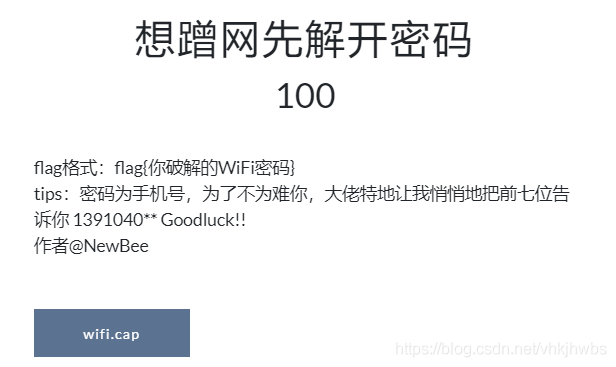 想蹭网先解开密码
100
flag格式：flag{你破解的WiFi密码}
tips：密码为手机号，为了不为难你，大佬特地让我悄悄地把前七位告
诉你 1391040** Goodluck!!
作者@NewBee
wifi.cap
https://blog.csdn.net/vhkjhwbs